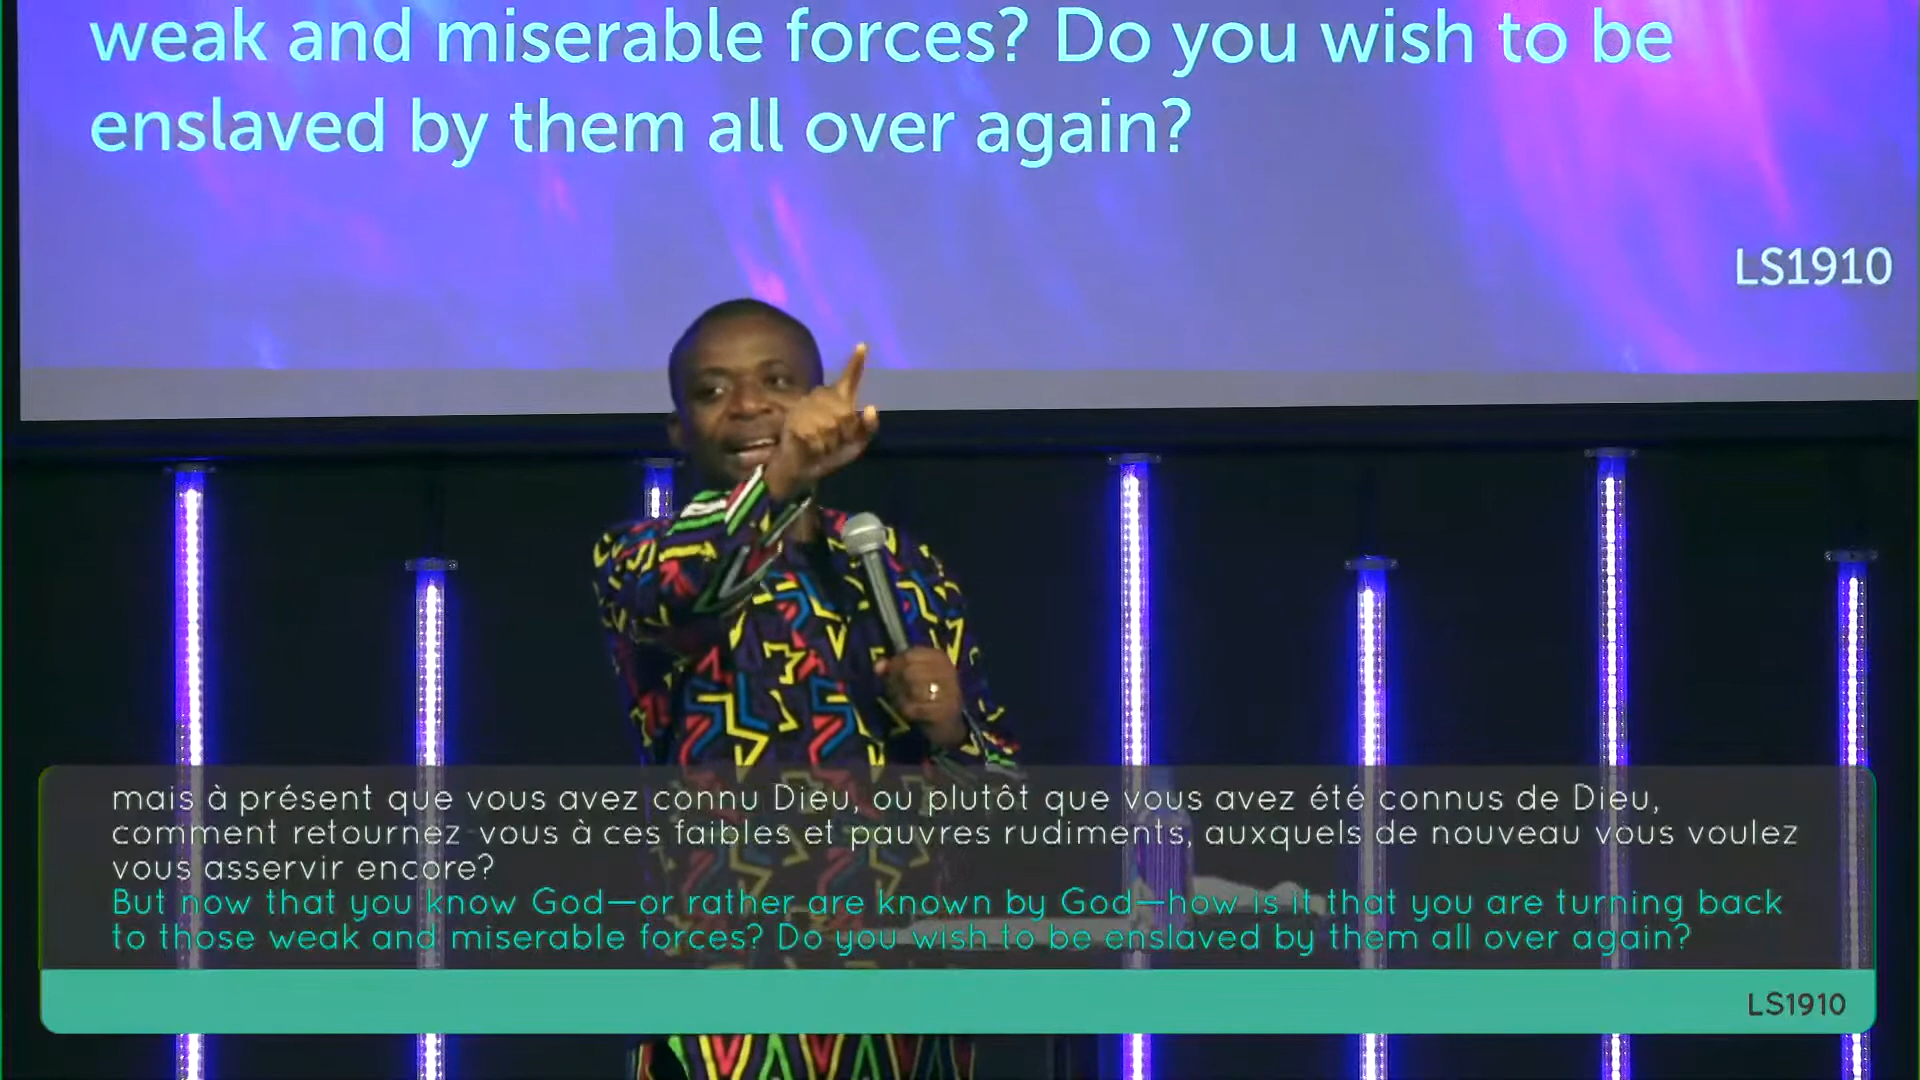 weak and miserable forces? Do you wish to be
enslaved by them all over again?
LS1910
mais à présent que vous avez connu Dieu, ou plutôt que vous avez été connus de Dieu,
comment retournez-vous à ces faibles et pauvres rudiments, auxquels de nouveau vous voulez
vous asservir encore?
But now that you know God—or rather are known by God—how is it that you are turning back
to those weak and miserable forces? Do you wish to be enslaved by them all over again?
LS1910